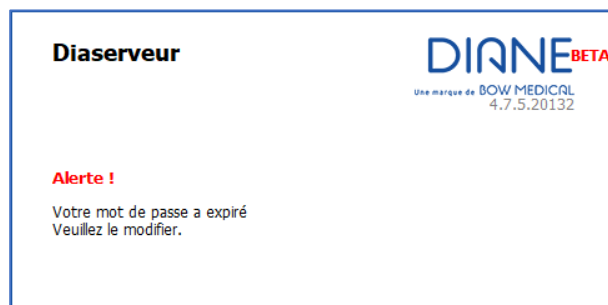 Diaserveur
DIANE BETA
Une marque de BOW MEDICAL
4.7.5.20132
Alerte !
Votre mot de passe a expiré
Veuillez le modifier.